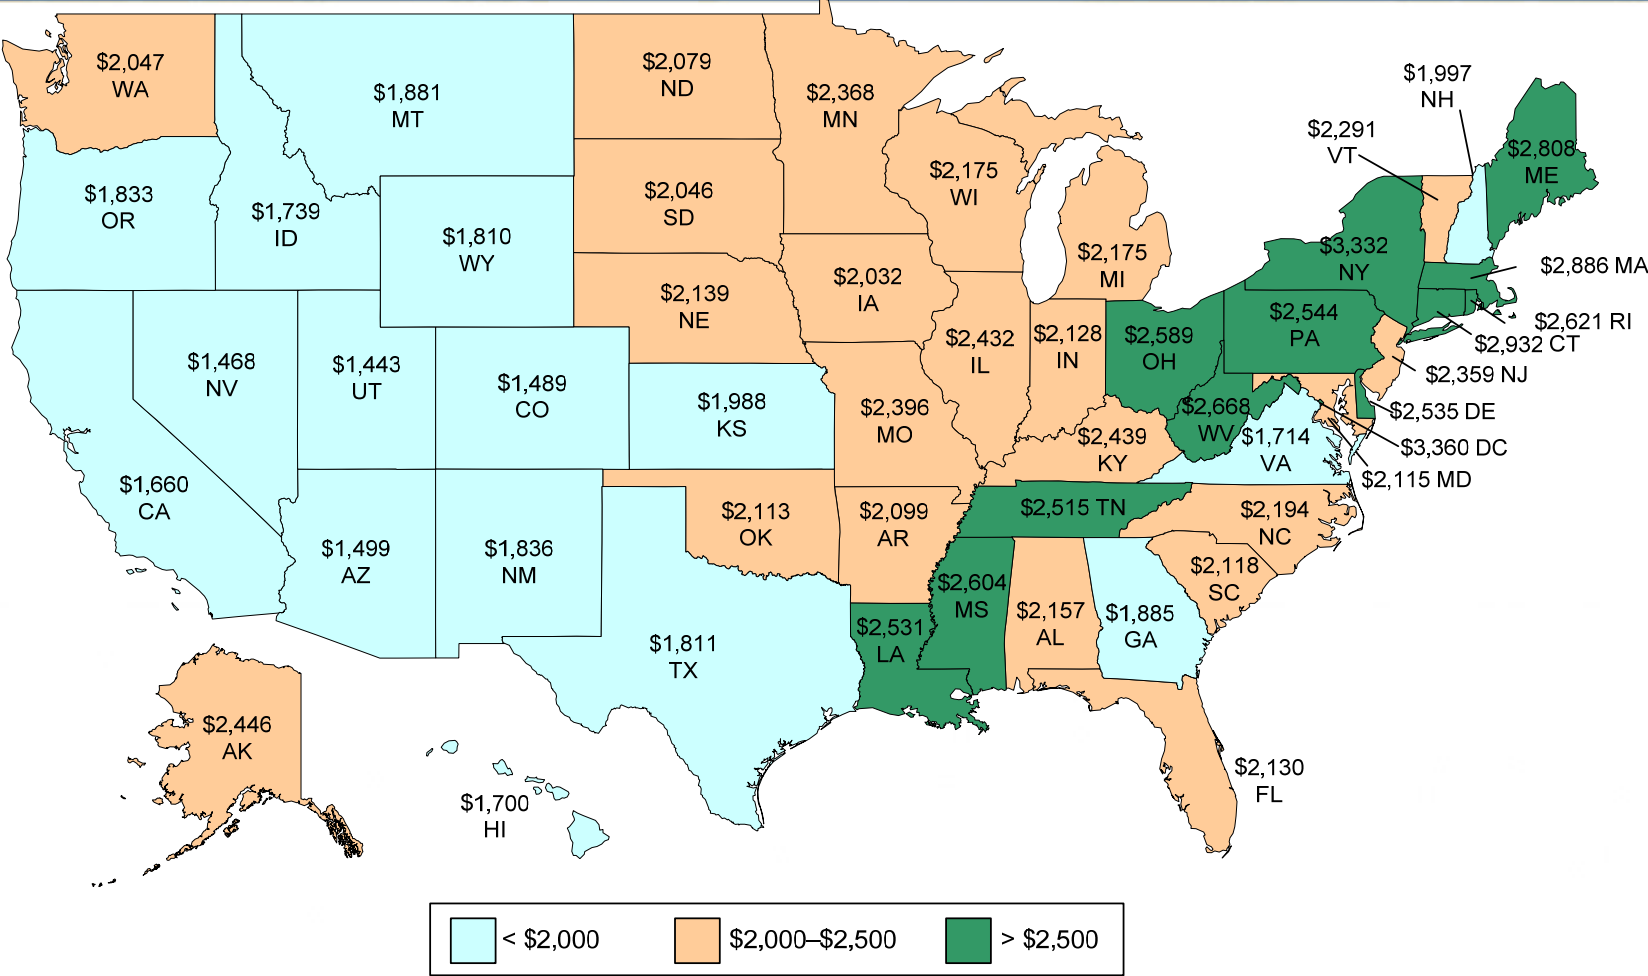 $2,047
WA
$1,881
MT
$2,079
ND
$2,368
MN
$1,997
NH
$2,291
VT
$2,808
ME
$1,833
OR
$1,739
ID
$1,810
WY
$2,046
SD
$2,175
WI
$2,175
MI
$3,332
NY
$2,886 MA
$2,621 RI
$2,932 CT
$2,359 NJ
$2,535 DE
$3,360 DC
$2,115 MD
$2,139
NE
$2,032
IA
$2,432
IL
$2,128
IN
$2,589
OH
$2,544
PA
$1,468
NV
$1,443
UT
$1,489
CO
$1,988
KS
$2,396
MO
$2,439
KY
$2,668
WV
$1,714
VA
$1,660
CA
$1,499
AZ
$1,836
NM
$2,113
OK
$2,099
AR
$2,515 TN
$2,194
NC
$2,118
SC
$2,604
MS
$2,157
AL
$1,885
GA
$1,811
TX
$2,531
LA
$2,446
AK
$1,700
HI
$2,130
FL
< $2,000
$2,000–$2,500
> $2,500